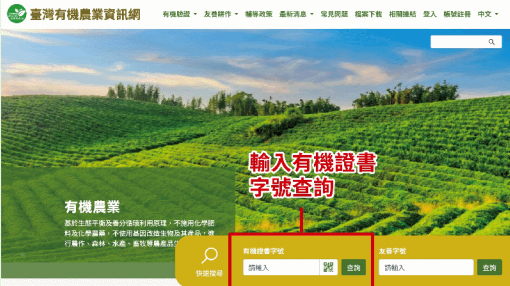 臺灣有機農業資訊網
有機驗證 友善耕作 輔導政策 最新消息 常見問題 檔案下載 相關連結 登入 帳號註冊 中文
輸入有機證書
字號查詢
有機農業
基於生態平衡及養分循環利用原理，不施用化學肥
料及化學農藥，不使用基因改造生物及其產品，進
行農作、森林、水產、畜牧等農產品
快速搜尋
有機證書字號
請輸入 查詢
友善字號
請輸入 查詢